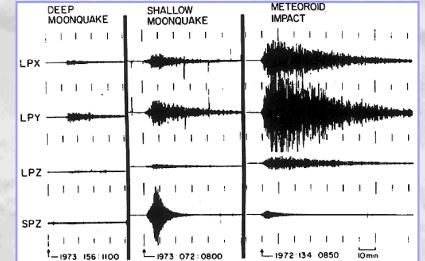 DEEP MOONQUAKE
SHALLOW MOONQUAKE
METEOROID IMPACT
LPX
LPY
LPZ
SPZ
1973 156:1100
1973 072:0800
1972:134 0850
10min